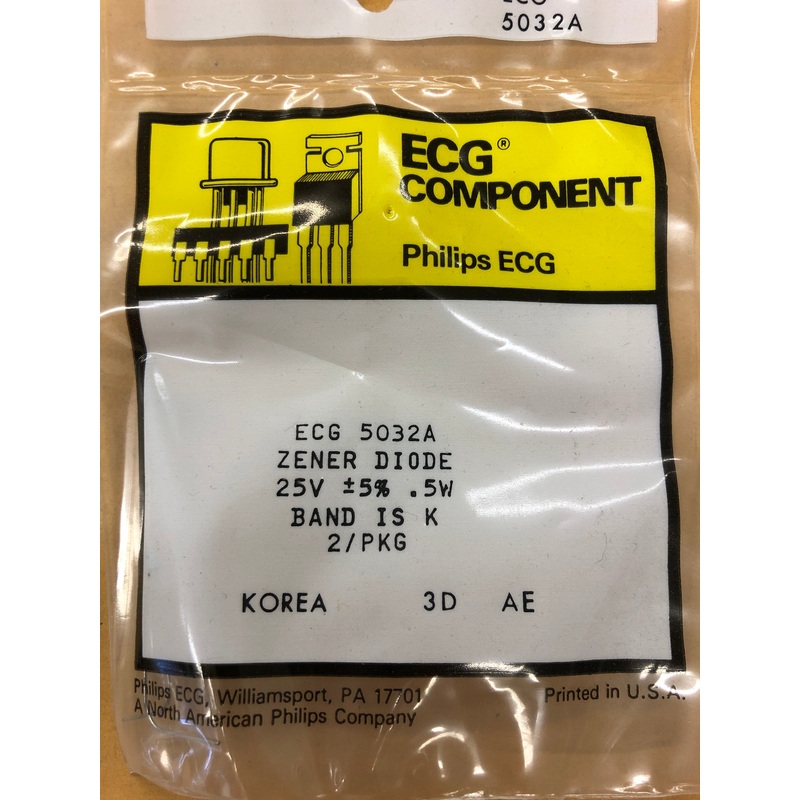 ECG
5032A
ECG®
COMPONENT
Philips ECG
ECG 5032A
ZENER DIODE
25V ±5% .5W
BAND IS K
2/PKG
KOREA 3D AE
Philips ECG, Williamsport, PA 17701 Printed in U.S.A.
A North American Philips Company